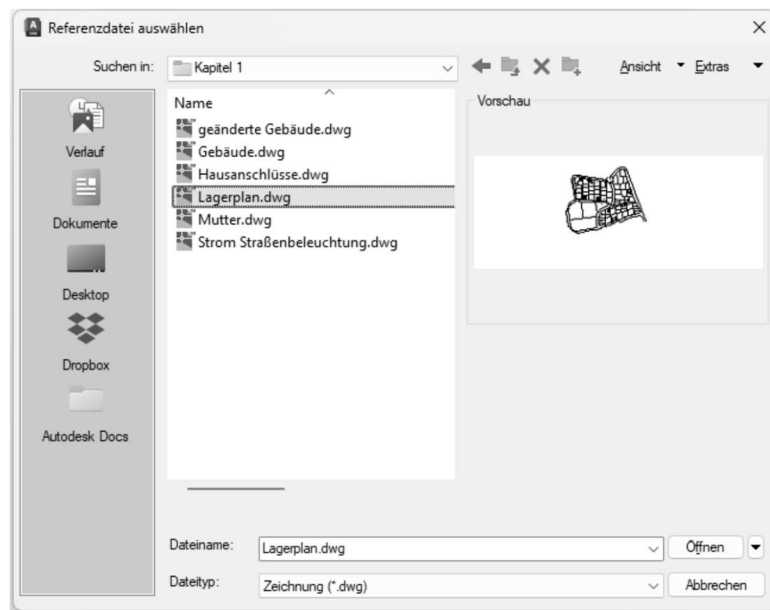 Referenzdatei auswählen
Suchen in: Kapitel 1 Ansicht Extras
Verlauf
Dokumente
Desktop
Dropbox
Autodesk Docs
Name
geänderte Gebäude.dwg
Gebäude.dwg
Hausanschlüsse.dwg
Lagerplan.dwg
Mutter.dwg
Strom Straßenbeleuchtung.dwg
Vorschau
Dateiname: Lagerplan.dwg Öffnen
Dateityp: Zeichnung (*.dwg) Abbrechen